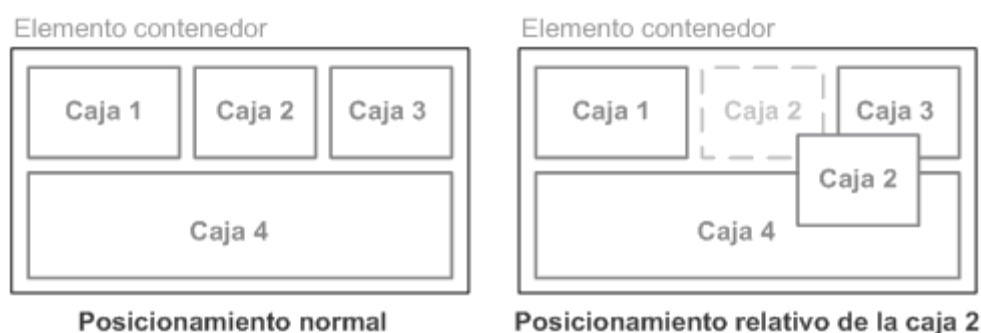 Elemento contenedor
Caja 1
Caja 2
Caja 3
Caja 4
Posicionamiento normal
Elemento contenedor
Caja 1
Caja 2
Caja 3
Caja 2
Caja 4
Posicionamiento relativo de la caja 2